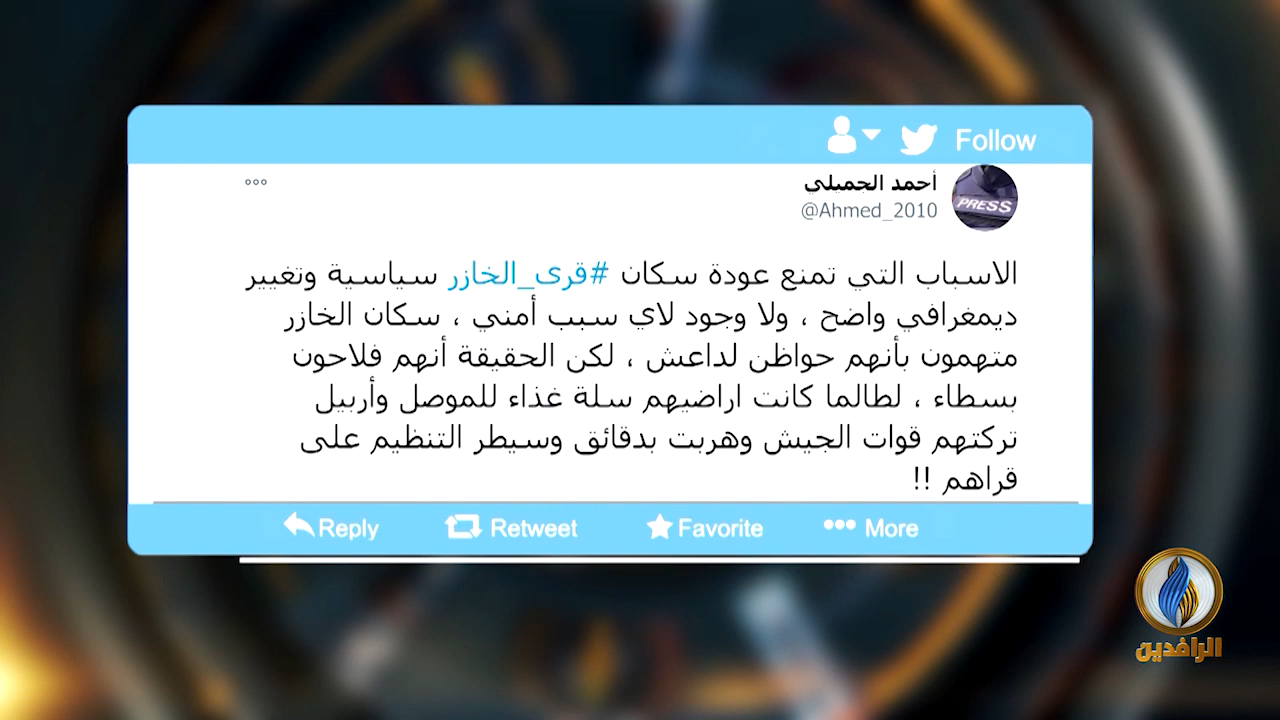 Follow
أحمد الجميلي
@Ahmed_2010
PRESS
الاسباب التي تمنع عودة سكان #قرى_الخازر سياسية وتغيير
ديمغرافي واضح ، ولا وجود لاي سبب أمني ، سكان الخازر
متهمون بأنهم حواظن لداعش ، لكن الحقيقة أنهم فلاحون
بسطاء ، لطالما كانت اراضيهم سلة غذاء للموصل وأربيل
تركتهم قوات الجيش وهربت بدقائق وسيطر التنظيم على
قراهم !!
Reply Retweet Favorite More
الرافدين